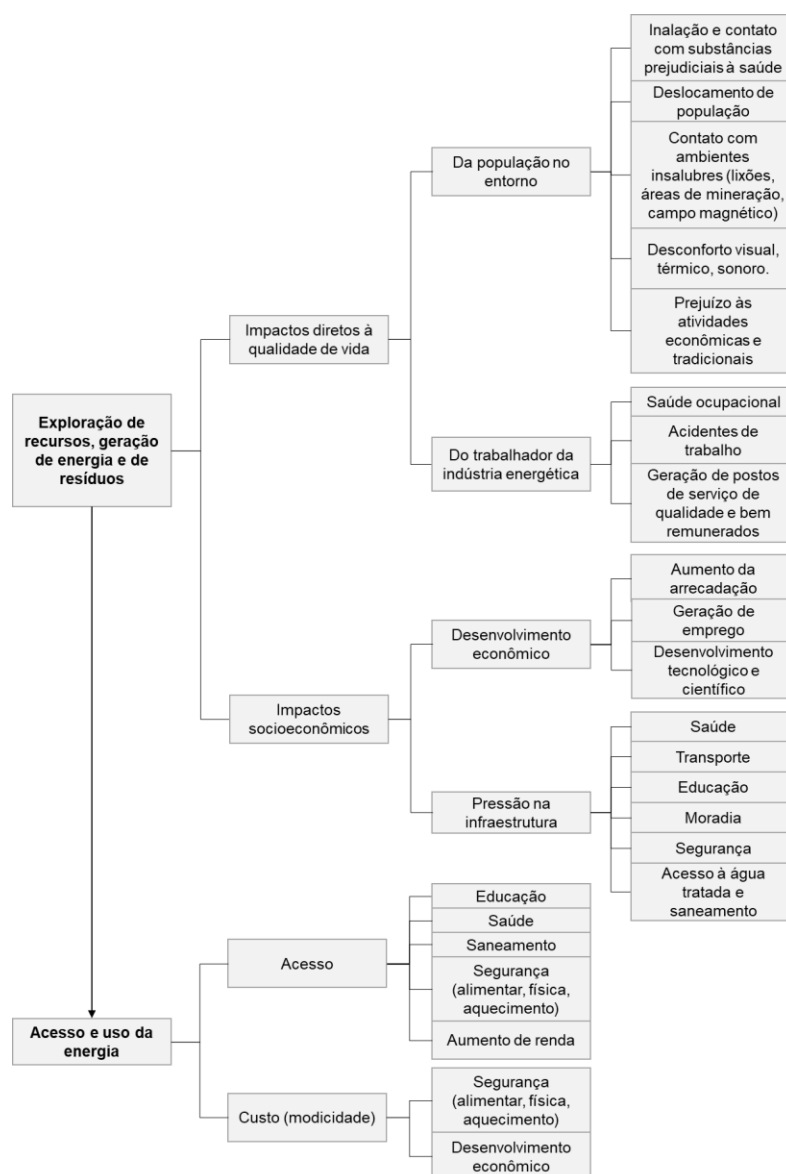 Exploração de
recursos, geração
de energia e de
resíduos
Impactos diretos à
qualidade de vida
Da população no
entorno
Inalação e contato
com substâncias
prejudiciais à saúde
Deslocamento de
população
Contato com
ambientes
insalubres (lixões,
áreas de mineração,
campo magnético)
Desconforto visual,
térmico, sonoro.
Prejuízo às
atividades
econômicas e
tradicionais
Do trabalhador da
indústria energética
Saúde ocupacional
Acidentes de
trabalho
Geração de postos
de serviço de
qualidade e bem
remunerados
Impactos
socioeconômicos
Desenvolvimento
econômico
Aumento da
arrecadação
Geração de
emprego
Desenvolvimento
tecnológico e
científico
Pressão na
infraestrutura
Saúde
Transporte
Educação
Moradia
Segurança
Acesso à água
tratada e
saneamento
Acesso e uso da
energia
Acesso
Educação
Saúde
Saneamento
Segurança
(alimentar, física,
aquecimento)
Aumento de renda
Custo (modicidade)
Segurança
(alimentar, física,
aquecimento)
Desenvolvimento
econômico